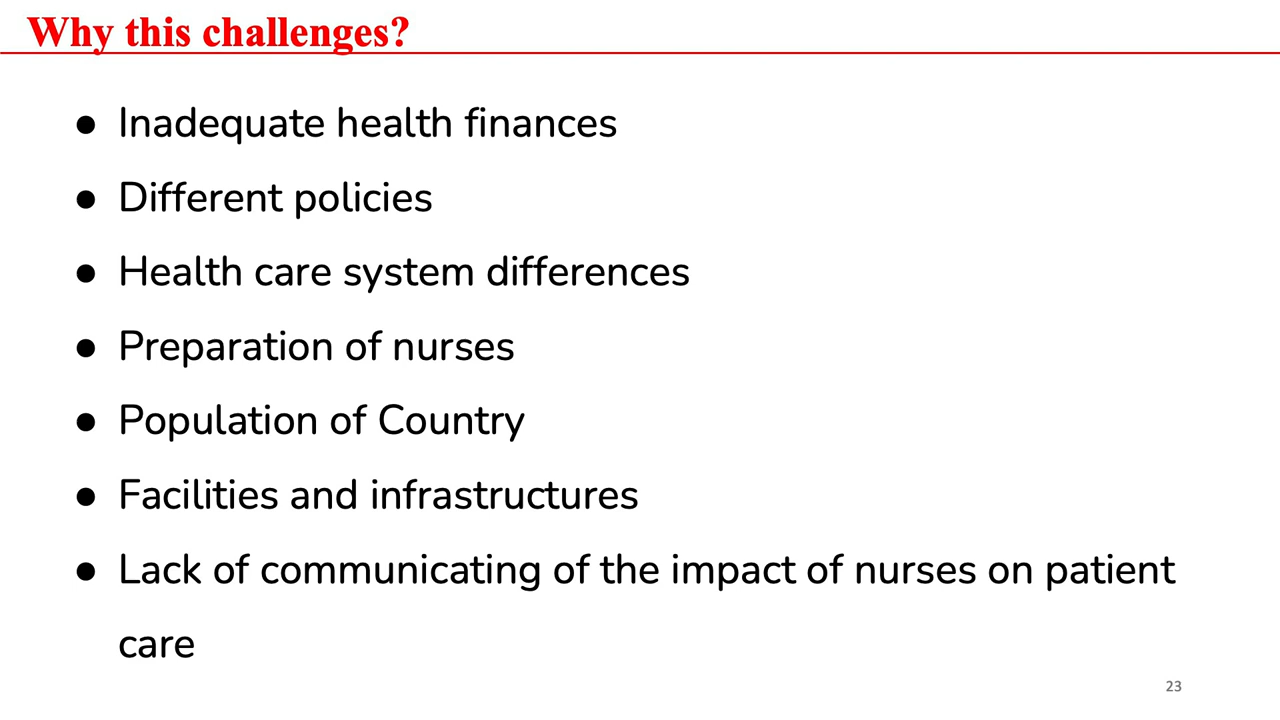 Why this challenges?
● Inadequate health finances
● Different policies
● Health care system differences
● Preparation of nurses
● Population of Country
● Facilities and infrastructures
● Lack of communicating of the impact of nurses on patient
care
23